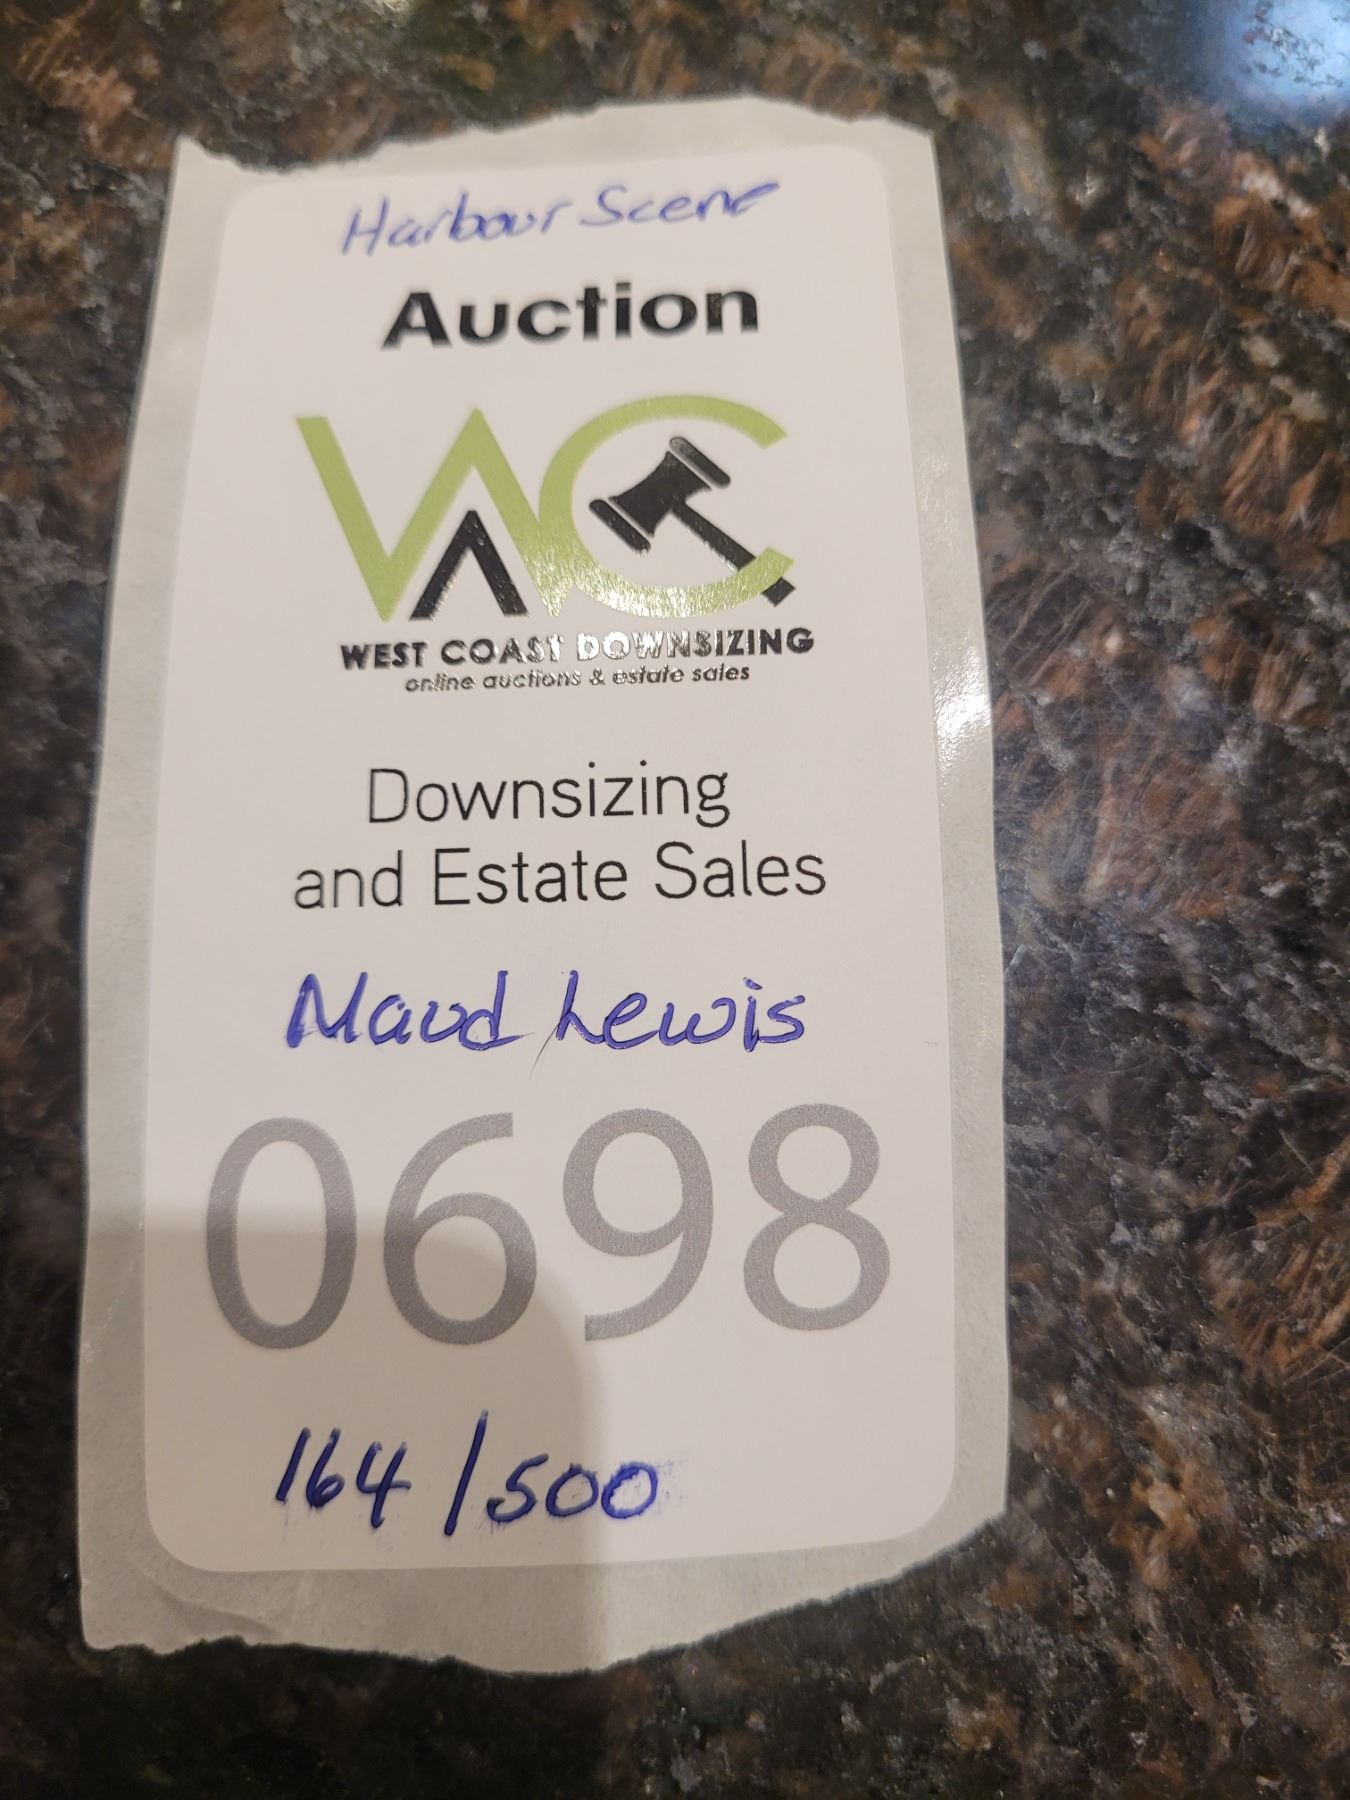 Harbour Scene
Auction
WC
WEST COAST DOWNSIZING
online auctions & estate sales
Downsizing
and Estate Sales
Maud Lewis
0698
164/500